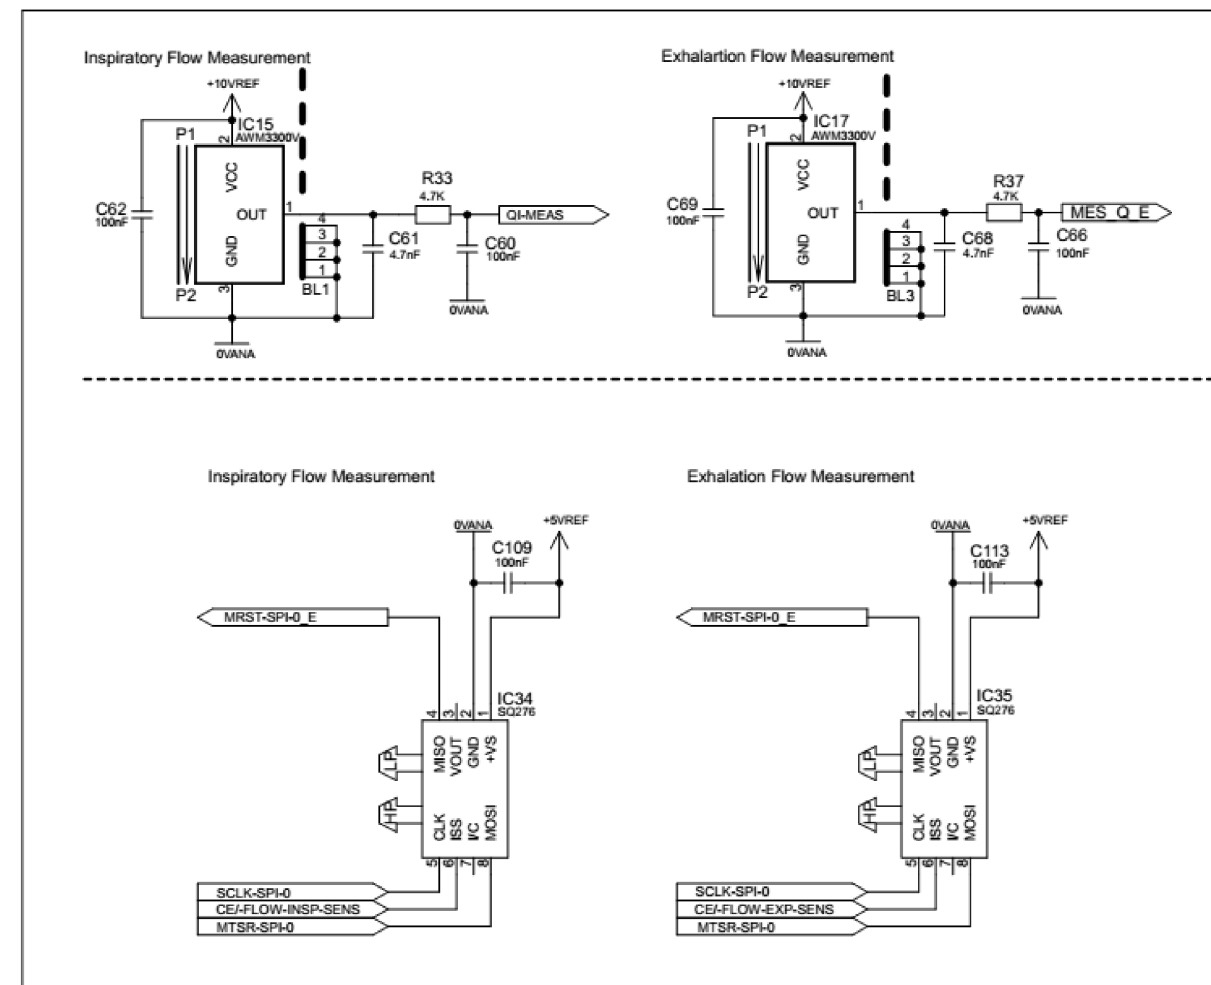 Inspiratory Flow Measurement
+10VREF
IC15
AWM3300V
P1
2
VCC
OUT
1
GND
3
P2
C62
100nF
4
3
2
1
BL1
C61
4.7nF
R33
4.7K
QI-MEAS
C60
100nF
0VANA
0VANA
Exhalartion Flow Measurement
+10VREF
IC17
AWM3300V
P1
2
VCC
OUT
1
GND
3
P2
C69
100nF
4
3
2
1
BL3
C68
4.7nF
R37
4.7K
MES_Q_E
C66
100nF
0VANA
0VANA
Inspiratory Flow Measurement
0VANA
+5VREF
C109
100nF
MRST-SPI-0_E
IC34
SQ276
4
3
2
1
MISO
VOUT
GND
+VS
LP
HP
CLK
ISS
I/C
MOSI
5
6
7
8
SCLK-SPI-0
CE/-FLOW-INSP-SENS
MTSR-SPI-0
Exhalation Flow Measurement
0VANA
+5VREF
C113
100nF
MRST-SPI-0_E
IC35
SQ276
4
3
2
1
MISO
VOUT
GND
+VS
LP
HP
CLK
ISS
I/C
MOSI
5
6
7
8
SCLK-SPI-0
CE/-FLOW-EXP-SENS
MTSR-SPI-0